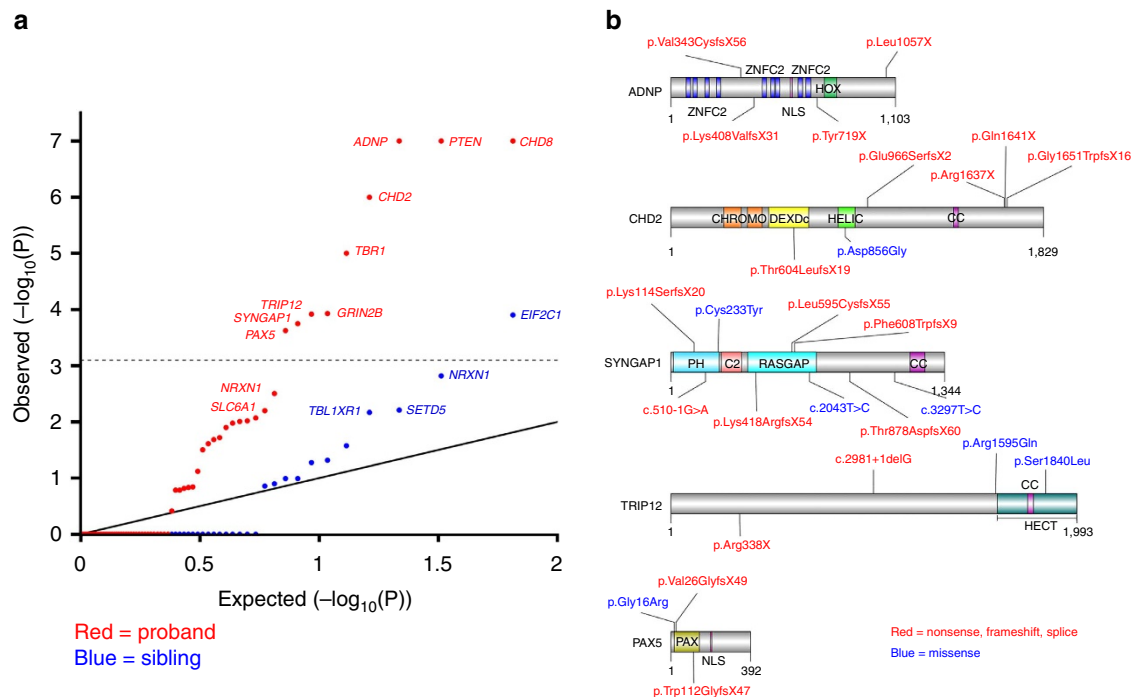 a
b
Observed (–log10(P))
7
6
5
4
3
2
1
0
ADNP
PTEN
CHD8
CHD2
TBR1
TRIP12
SYNGAP1
GRIN2B
PAX5
EIF2C1
NRXN1
NRXN1
SLC6A1
TBL1XR1
SETD5
0
0.5
1
1.5
2
Expected (–log10(P))
Red = proband
Blue = sibling
p.Val343CysfsX56
p.Leu1057X
ZNFC2
ZNFC2
ADNP
HOX
1
ZNFC2
NLS
1,103
p.Lys408ValfsX31
p.Tyr719X
p.Gln1641X
p.Glu966SerfsX2
p.Gly1651TrpfsX16
p.Arg1637X
CHD2
CHROMO
DEXDc
HELIC
CC
1
p.Asp856Gly
1,829
p.Thr604LeufsX19
p.Lys114SerfsX20
p.Cys233Tyr
p.Leu595CysfsX55
p.Phe608TrpfsX9
SYNGAP1
PH
C2
RASGAP
CC
1
1,344
c.510-1G>A
c.2043T>C
c.3297T>C
p.Lys418ArgfsX54
p.Thr878AspfsX60
p.Arg1595Gln
c.2981+1delG
p.Ser1840Leu
CC
TRIP12
1
HECT
1,993
p.Arg338X
p.Val26GlyfsX49
p.Gly16Arg
PAX5
PAX
1
NLS
392
p.Trp112GlyfsX47
Red = nonsense, frameshift, splice
Blue = missense